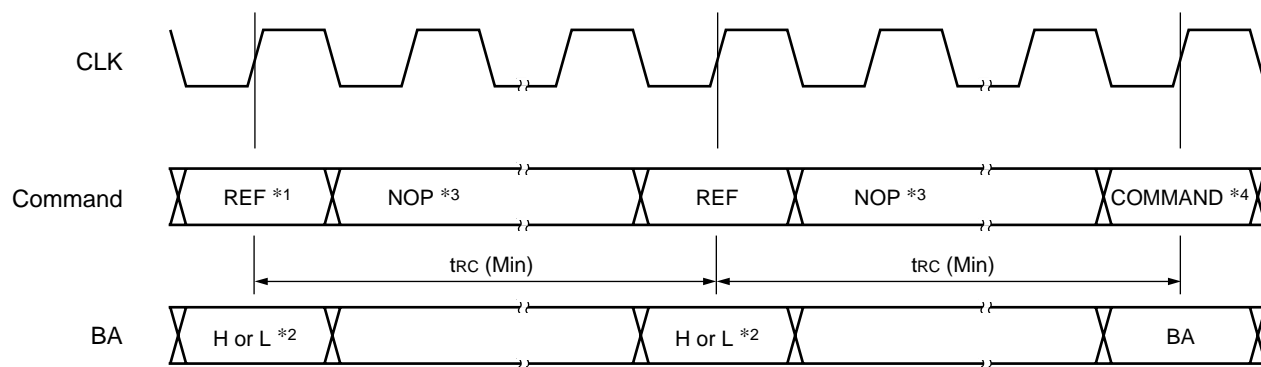 CLK
Command
REF *1
NOP *3
REF
NOP *3
COMMAND *4
tRC (Min)
tRC (Min)
BA
H or L *2
H or L *2
BA